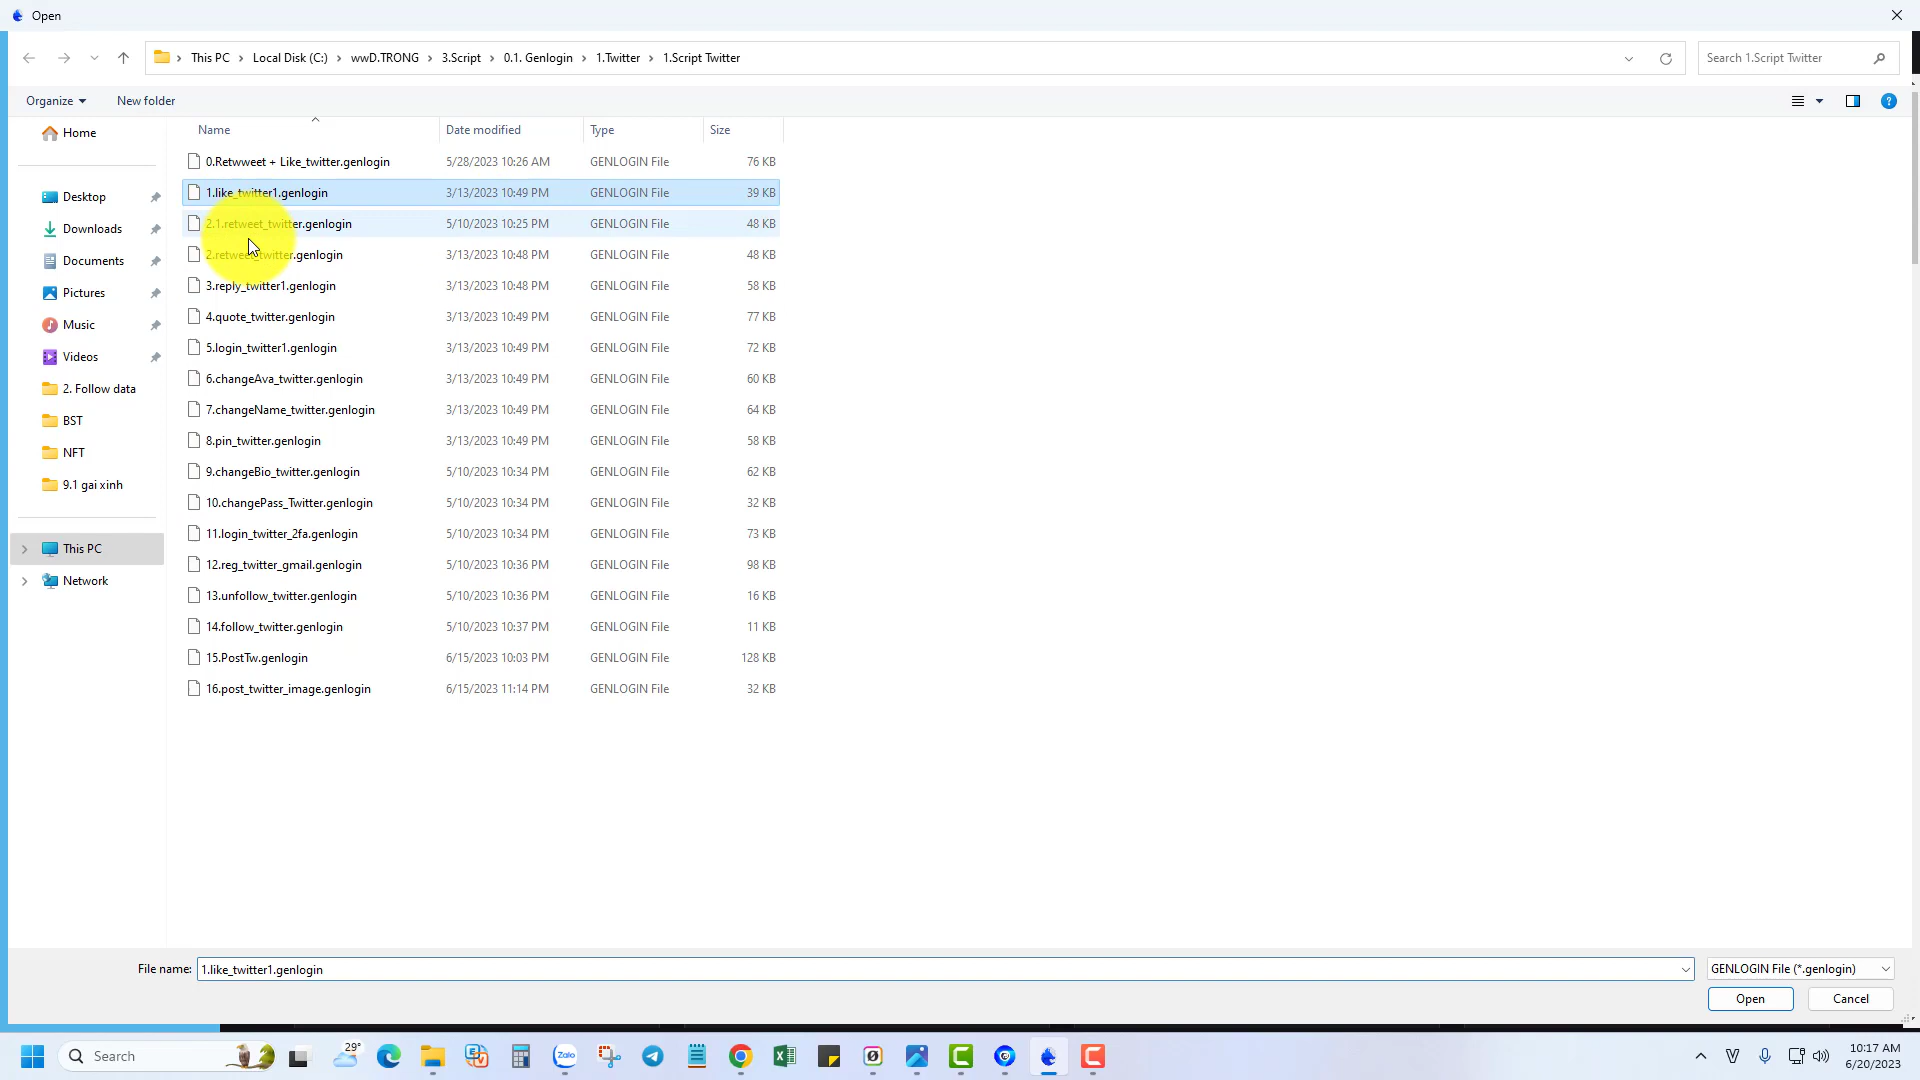 Open
This PC > Local Disk (C:) > wwD.TRONG > 3.Script > 0.1. Genlogin > 1.Twitter > 1.Script Twitter
Search 1.Script Twitter
Organize
New folder
Home
Desktop
Downloads
Documents
Pictures
Music
Videos
2. Follow data
BST
NFT
9.1 gai xinh
This PC
Network
Name Date modified Type Size
0.Retwweet + Like_twitter.genlogin 5/28/2023 10:26 AM GENLOGIN File 76 KB
1.like_twitter1.genlogin 3/13/2023 10:49 PM GENLOGIN File 39 KB
2.1.retweet_twitter.genlogin 5/10/2023 10:25 PM GENLOGIN File 48 KB
2.retweet_twitter.genlogin 3/13/2023 10:48 PM GENLOGIN File 48 KB
3.reply_twitter1.genlogin 3/13/2023 10:48 PM GENLOGIN File 58 KB
4.quote_twitter.genlogin 3/13/2023 10:49 PM GENLOGIN File 77 KB
5.login_twitter1.genlogin 3/13/2023 10:49 PM GENLOGIN File 72 KB
6.changeAva_twitter.genlogin 3/13/2023 10:49 PM GENLOGIN File 60 KB
7.changeName_twitter.genlogin 3/13/2023 10:49 PM GENLOGIN File 64 KB
8.pin_twitter.genlogin 3/13/2023 10:49 PM GENLOGIN File 58 KB
9.changeBio_twitter.genlogin 5/10/2023 10:34 PM GENLOGIN File 62 KB
10.changePass_Twitter.genlogin 5/10/2023 10:34 PM GENLOGIN File 32 KB
11.login_twitter_2fa.genlogin 5/10/2023 10:34 PM GENLOGIN File 73 KB
12.reg_twitter_gmail.genlogin 5/10/2023 10:36 PM GENLOGIN File 98 KB
13.unfollow_twitter.genlogin 5/10/2023 10:36 PM GENLOGIN File 16 KB
14.follow_twitter.genlogin 5/10/2023 10:37 PM GENLOGIN File 11 KB
15.PostTw.genlogin 6/15/2023 10:03 PM GENLOGIN File 128 KB
16.post_twitter_image.genlogin 6/15/2023 11:14 PM GENLOGIN File 32 KB
File name: 1.like_twitter1.genlogin
GENLOGIN File (*.genlogin)
Open
Cancel
Search
29°
Zalo
V
10:17 AM
6/20/2023